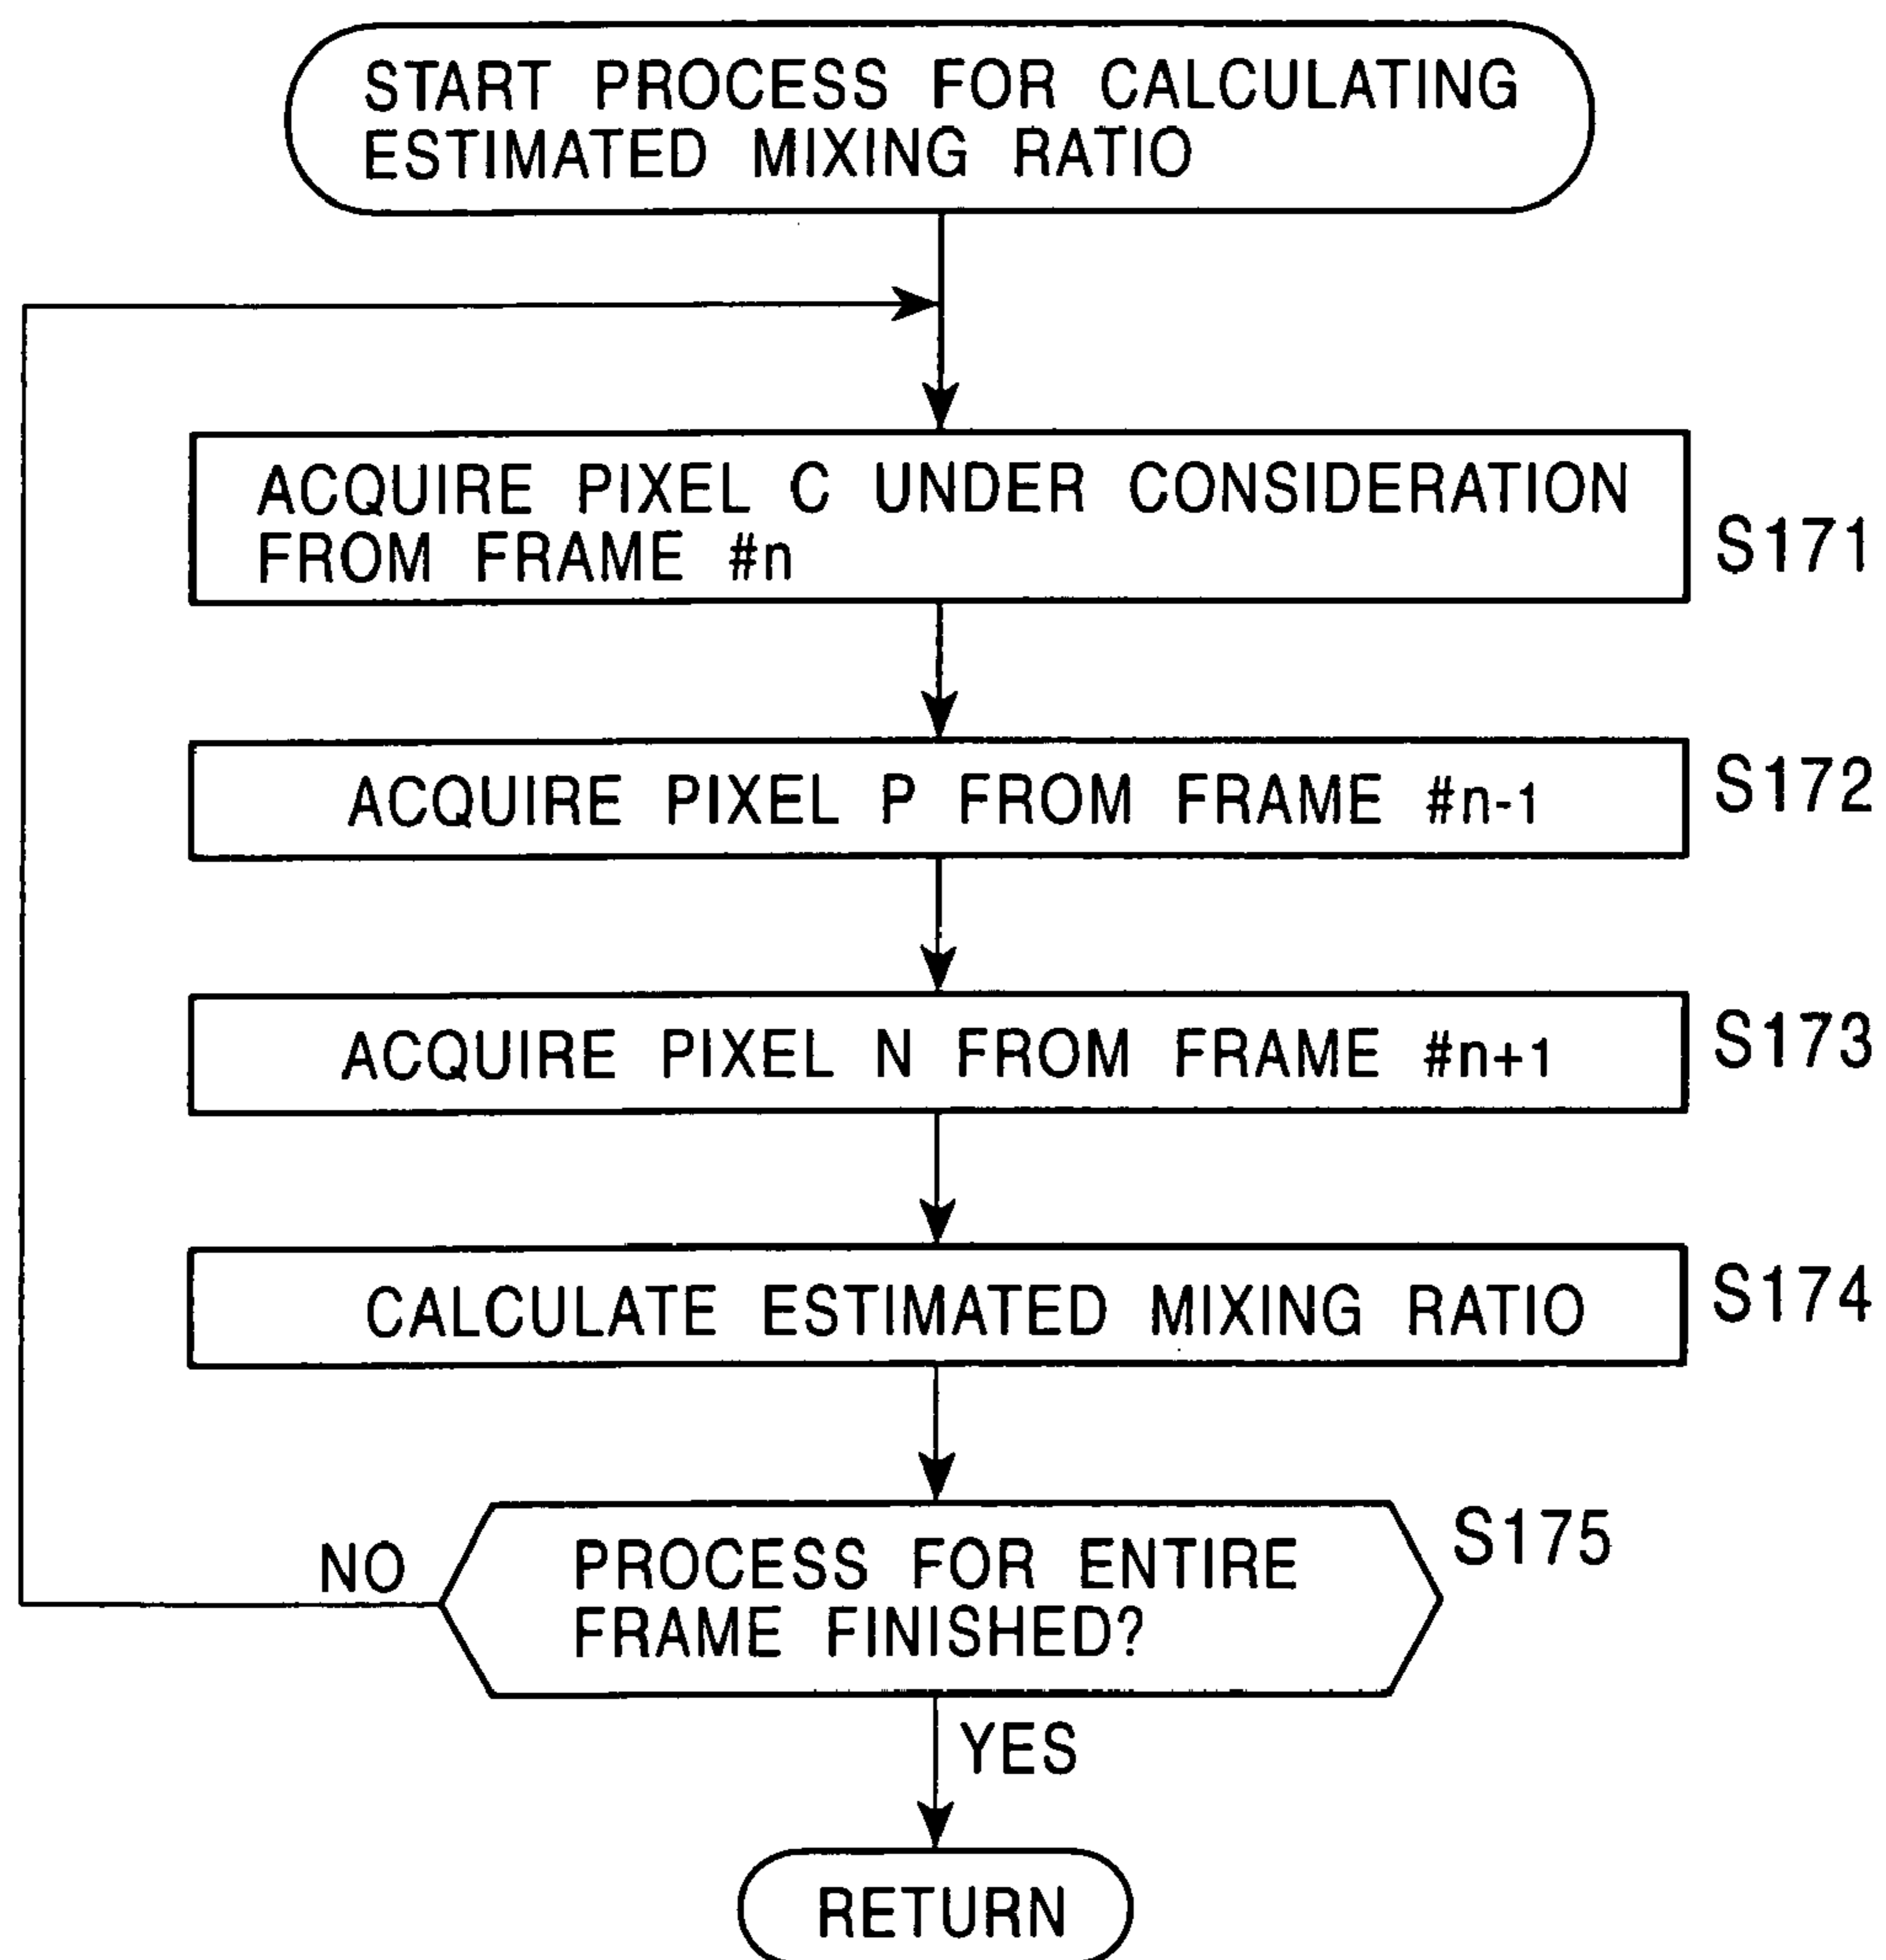 START PROCESS FOR CALCULATING
ESTIMATED MIXING RATIO
ACQUIRE PIXEL C UNDER CONSIDERATION
FROM FRAME #n
S171
ACQUIRE PIXEL P FROM FRAME #n-1
S172
ACQUIRE PIXEL N FROM FRAME #n+1
S173
CALCULATE ESTIMATED MIXING RATIO
S174
PROCESS FOR ENTIRE
FRAME FINISHED?
S175
NO
YES
RETURN